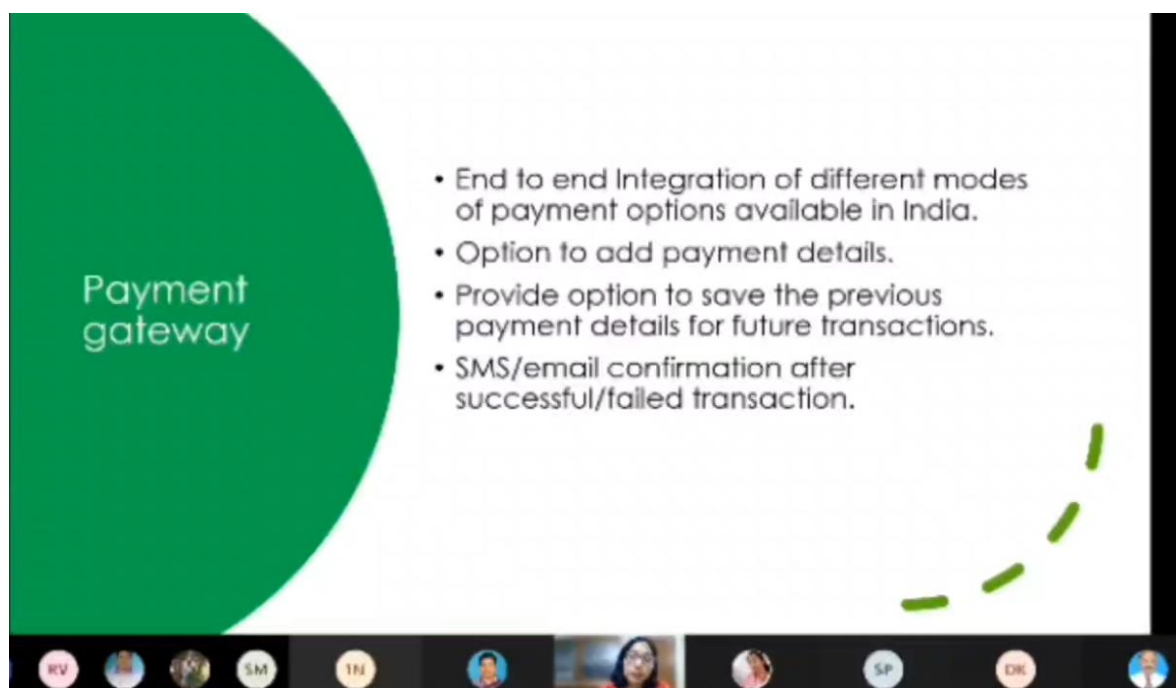 Payment
gateway
• End to end Integration of different modes
of payment options available in India.
• Option to add payment details.
• Provide option to save the previous
payment details for future transactions.
• SMS/email confirmation after
successful/failed transaction.
RV
SM
1N
SP
DK